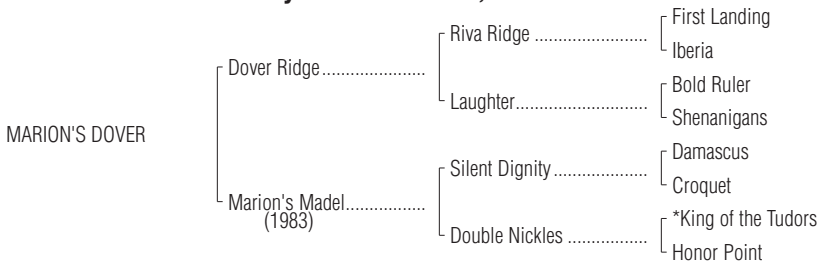 First Landing
Riva Ridge ........................
Iberia
Dover Ridge......................
Bold Ruler
Laughter............................
Shenanigans
MARION'S DOVER
Damascus
Silent Dignity ....................
Croquet
Marion's Madel.................
(1983)
*King of the Tudors
Double Nickles .................
Honor Point